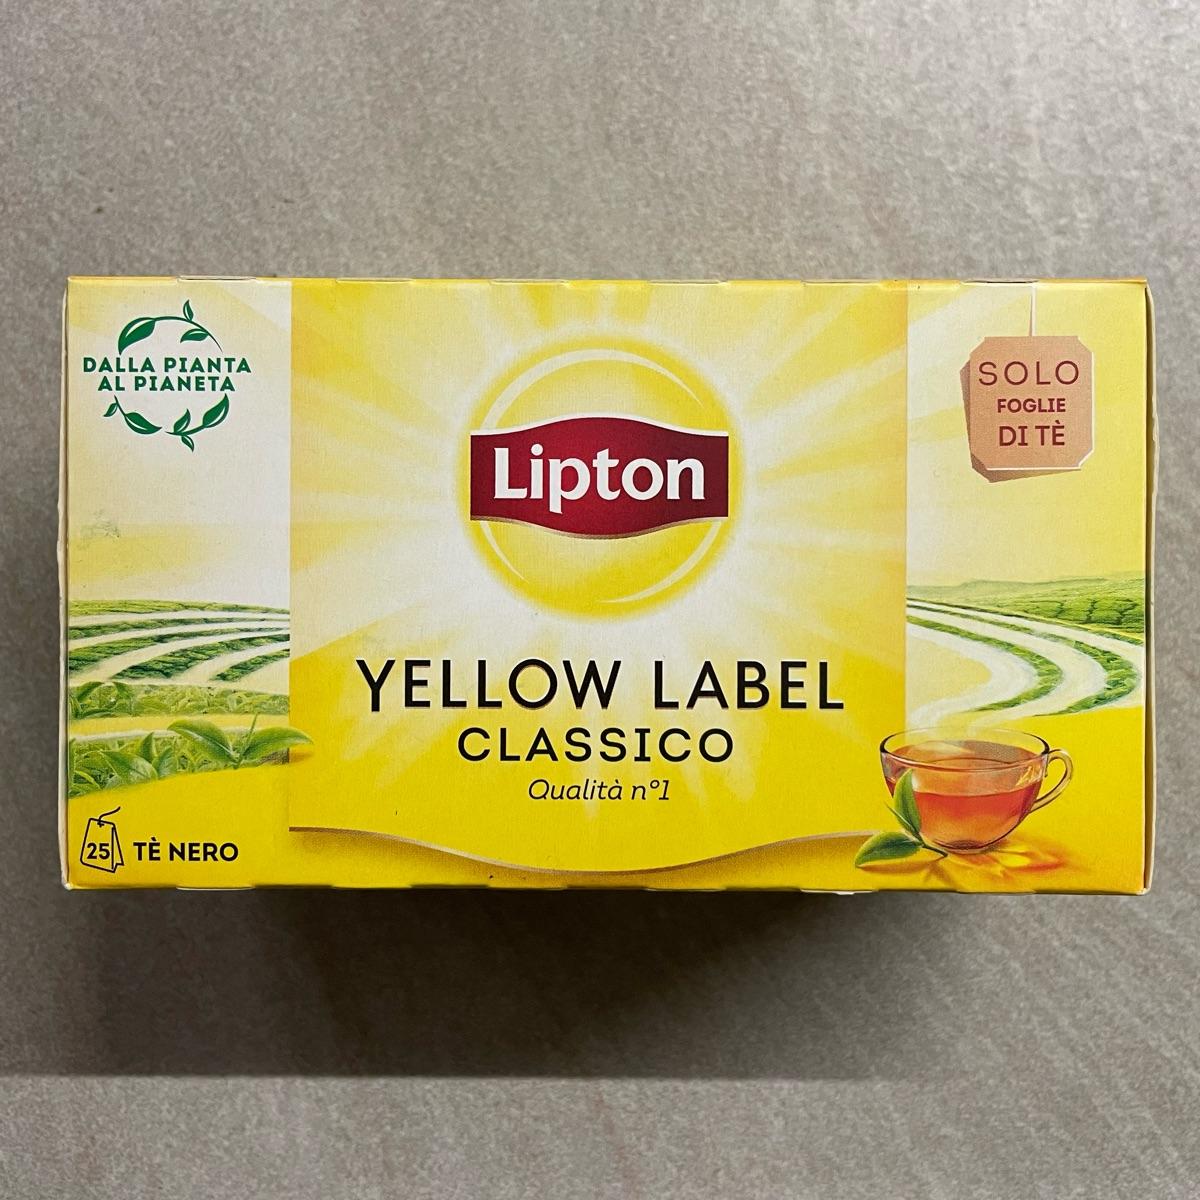 DALLA PIANTA
AL PIANETA
Lipton
SOLO
FOGLIE
DI TÈ
YELLOW LABEL
CLASSICO
Qualità n°1
25 TÈ NERO